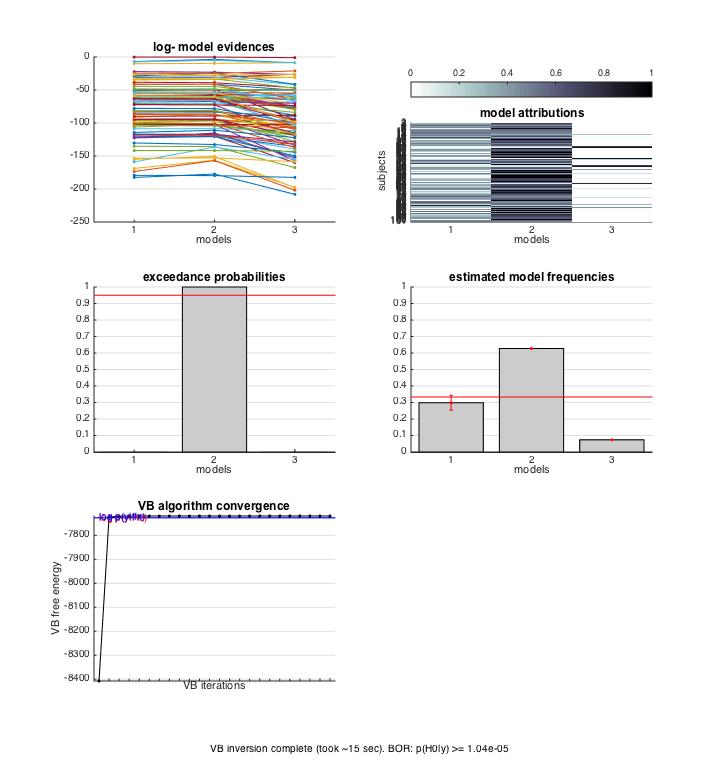 log- model evidences
0
-50
-100
-150
-200
-250
1 2 3
models
0 0.2 0.4 0.6 0.8 1
model attributions
subjects
1 2 3
models
exceedance probabilities
1
0.9
0.8
0.7
0.6
0.5
0.4
0.3
0.2
0.1
0
1 2 3
models
estimated model frequencies
1
0.9
0.8
0.7
0.6
0.5
0.4
0.3
0.2
0.1
0
1 2 3
models
VB algorithm convergence
VB free energy
-7800
-7900
-8000
-8100
-8200
-8300
-8400
VB iterations
VB inversion complete (took ~15 sec). BOR: p(H0|y) >= 1.04e-05